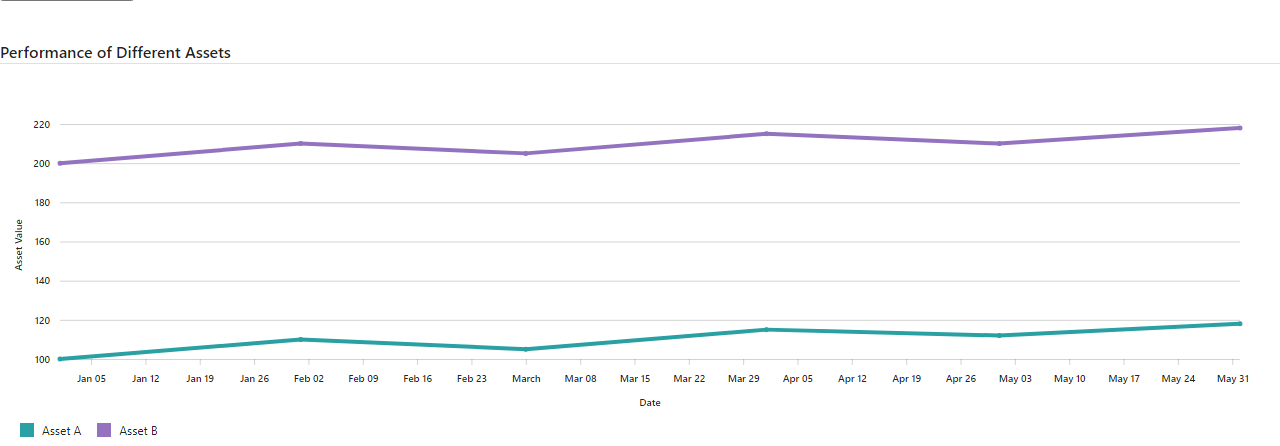 Performance of Different Assets
220
200
180
160
140
120
100
Asset Value
Jan 05 Jan 12 Jan 19 Jan 26 Feb 02 Feb 09 Feb 16 Feb 23 March Mar 08 Mar 15 Mar 22 Mar 29 Apr 05 Apr 12 Apr 19 Apr 26 May 03 May 10 May 17 May 24 May 31
Date
Asset A Asset B